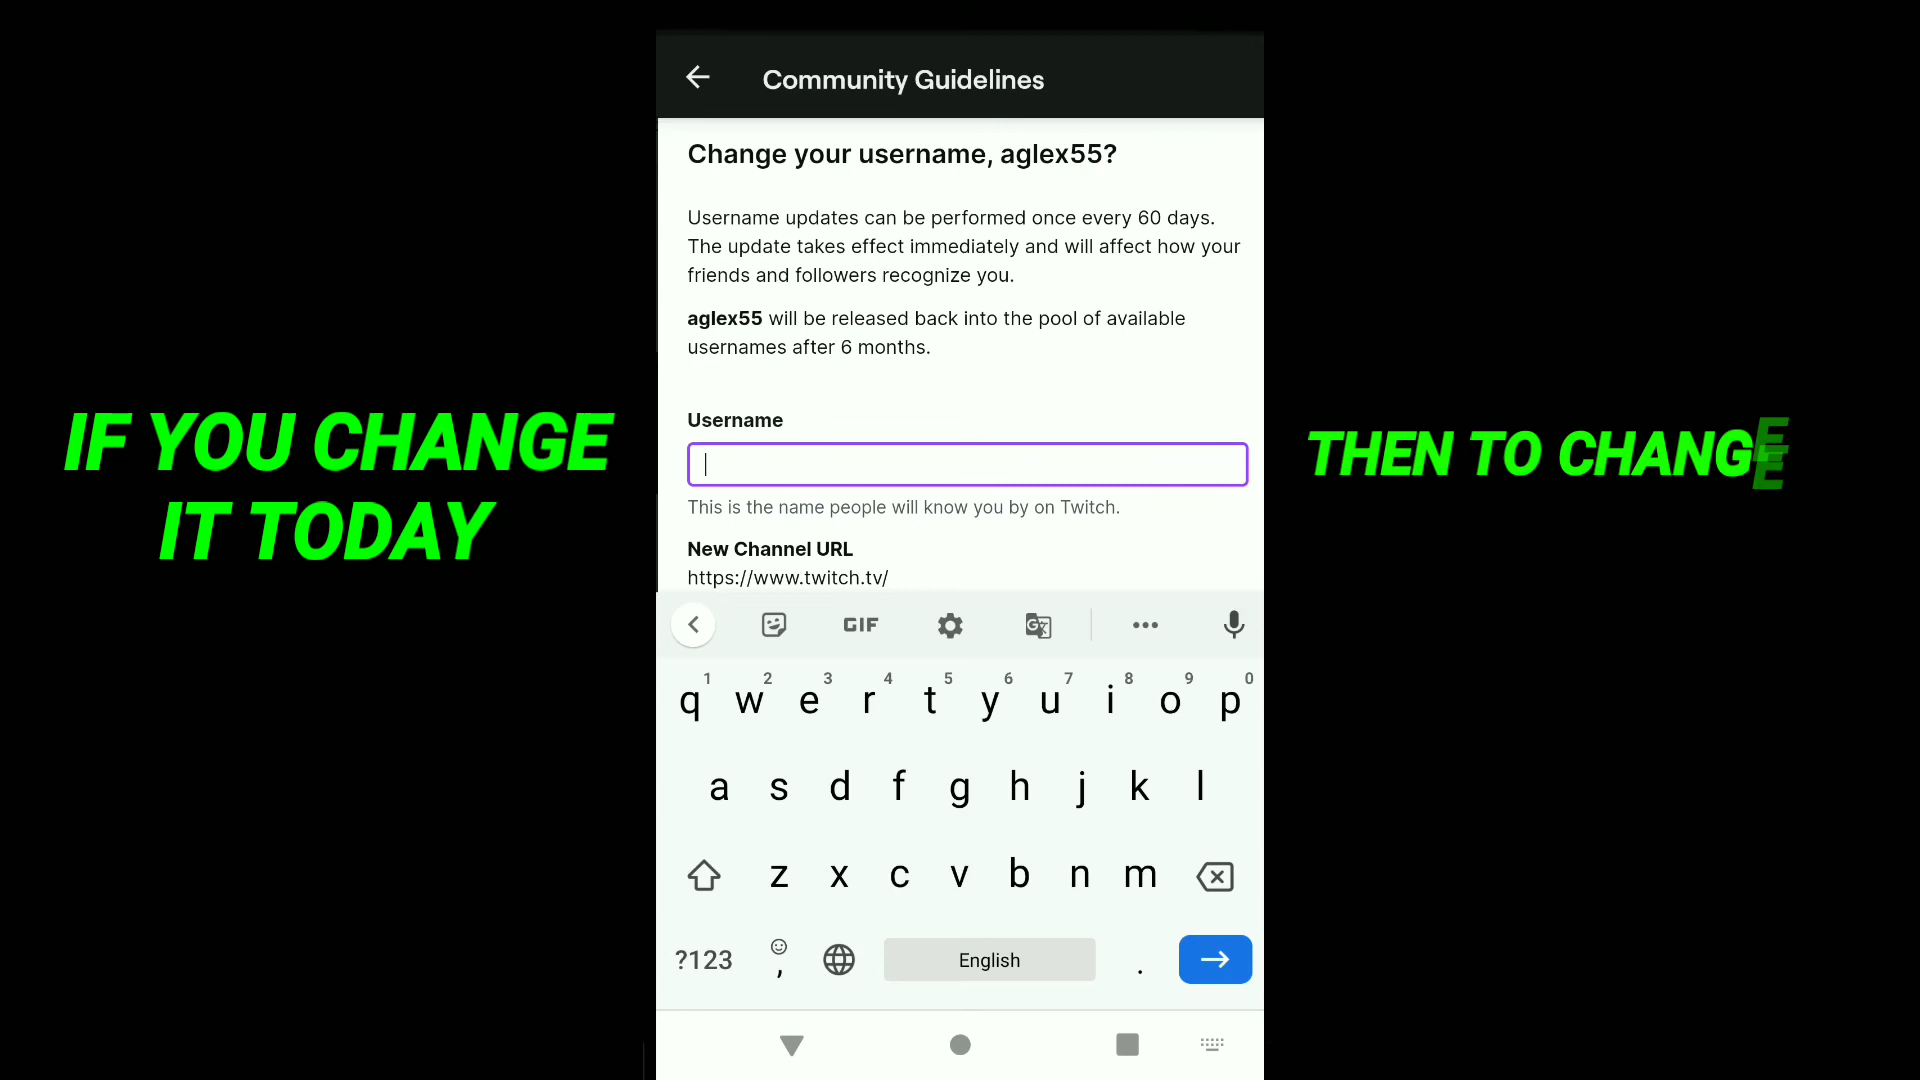 Community Guidelines
Change your username, aglex55?
Username updates can be performed once every 60 days.
The update takes effect immediately and will affect how your
friends and followers recognize you.
aglex55 will be released back into the pool of available
usernames after 6 months.
IF YOU CHANGE
IT TODAY
THEN TO CHANGE
Username
This is the name people will know you by on Twitch.
New Channel URL
https://www.twitch.tv/
GIF
1 2 3 4 5 6 7 8 9 0
q w e r t y u i o p
a s d f g h j k l
z x c v b n m
?123 , English .